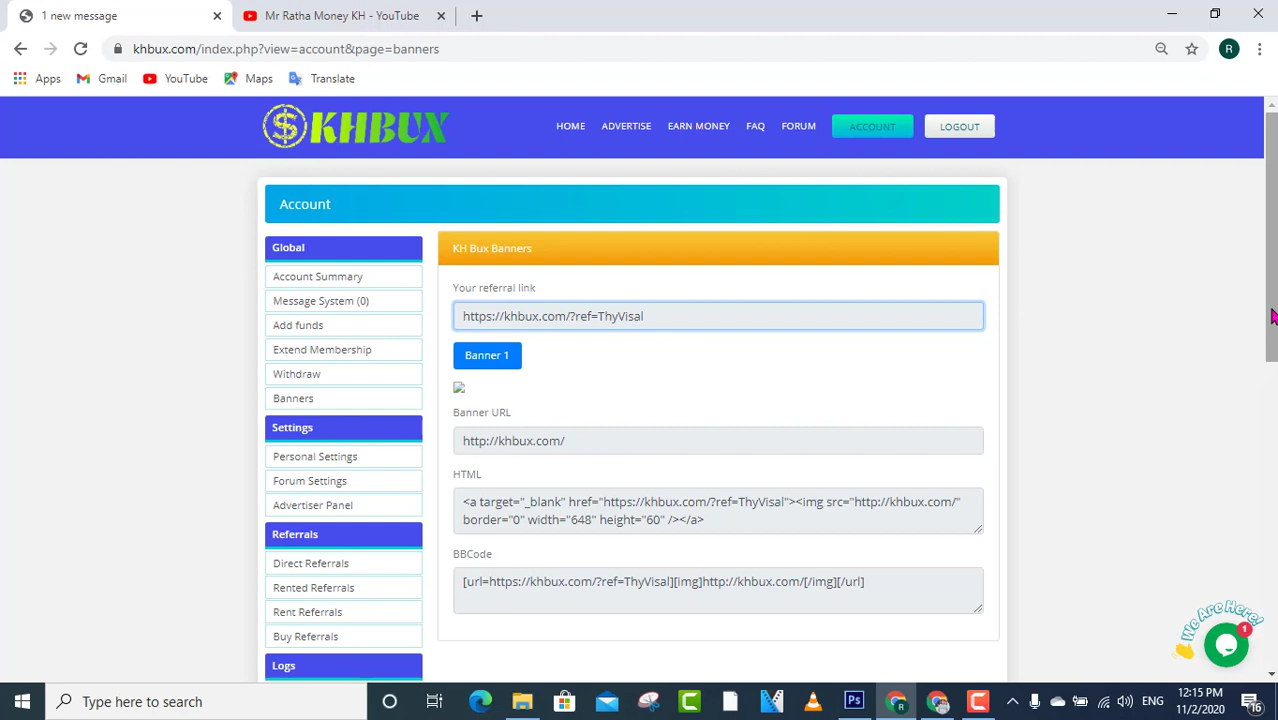 1 new message
Mr Ratha Money KH - YouTube
khbux.com/index.php?view=account&page=banners
R
Apps Gmail YouTube Maps Translate
$ KHBUX
HOME ADVERTISE EARN MONEY FAQ FORUM ACCOUNT LOGOUT
Account
Global
Account Summary
Message System (0)
Add funds
Extend Membership
Withdraw
Banners
Settings
Personal Settings
Forum Settings
Advertiser Panel
Referrals
Direct Referrals
Rented Referrals
Rent Referrals
Buy Referrals
Logs
KH Bux Banners
Your referral link
https://khbux.com/?ref=ThyVisal
Banner 1
Banner URL
http://khbux.com/
HTML
<a target="_blank" href="https://khbux.com/?ref=ThyVisal"><img src="http://khbux.com/"
border="0" width="648" height="60" /></a>
BBCode
[url=https://khbux.com/?ref=ThyVisal][img]http://khbux.com/[/img][/url]
We Are Here!
1
Type here to search
Ps
R
ENG
12:15 PM
11/2/2020
16